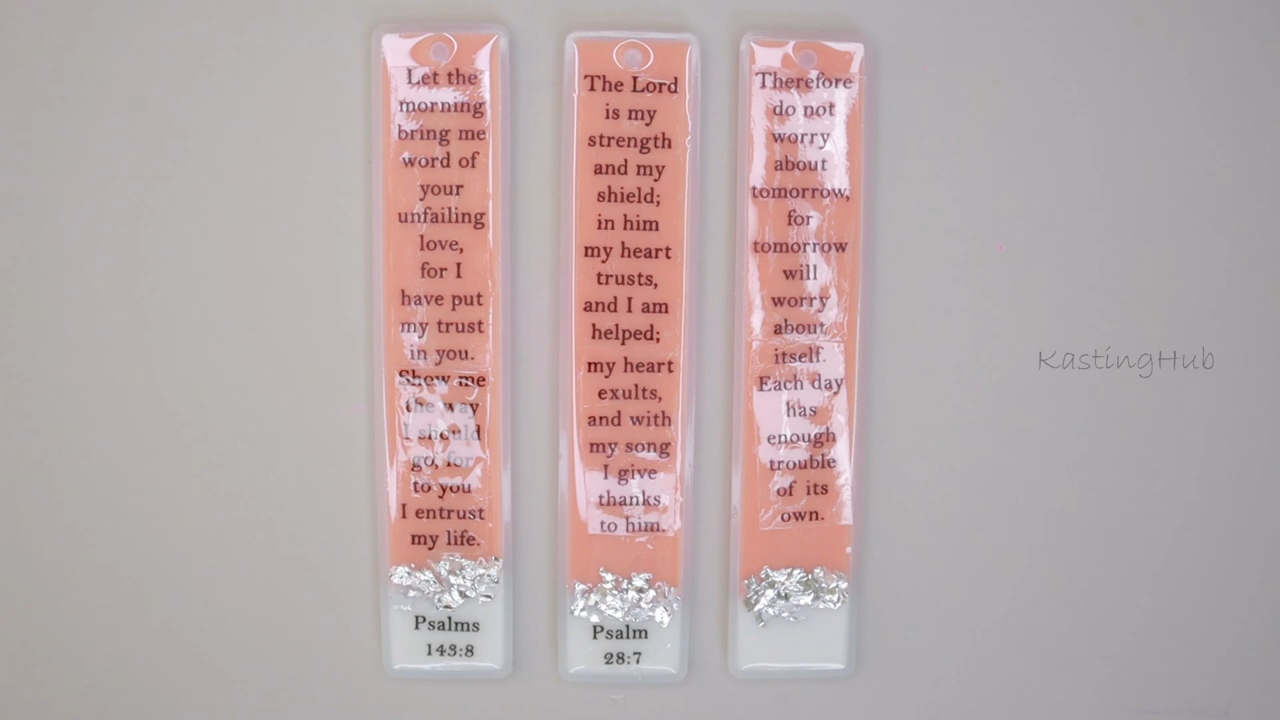 Let the
morning
bring me
word of
your
unfailing
love,
for I
have put
my trust
in you.
Show me
the way
I should
go, for
to you
I entrust
my life.
Psalms
143:8
The Lord
is my
strength
and my
shield;
in him
my heart
trusts,
and I am
helped;
my heart
exults,
and with
my song
I give
thanks
to him.
Psalm
28:7
Therefore
do not
worry
about
tomorrow,
for
tomorrow
will
worry
about
itself.
Each day
has
enough
trouble
of its
own.
KastingHub